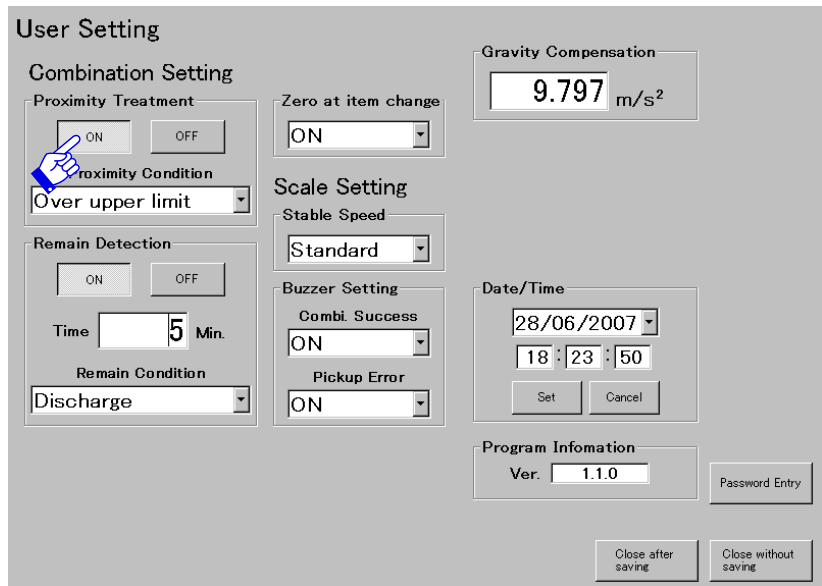 User Setting
Combination Setting
Proximity Treatment
ON OFF
roximity Condition
Over upper limit
Remain Detection
ON OFF
Time 5 Min.
Remain Condition
Discharge
Zero at item change
ON
Scale Setting
Stable Speed
Standard
Buzzer Setting
Combi. Success
ON
Pickup Error
ON
Gravity Compensation
9.797 m/s²
Date/Time
28/06/2007
18 : 23 : 50
Set Cancel
Program Infomation
Ver. 1.1.0
Password Entry
Close after
saving
Close without
saving